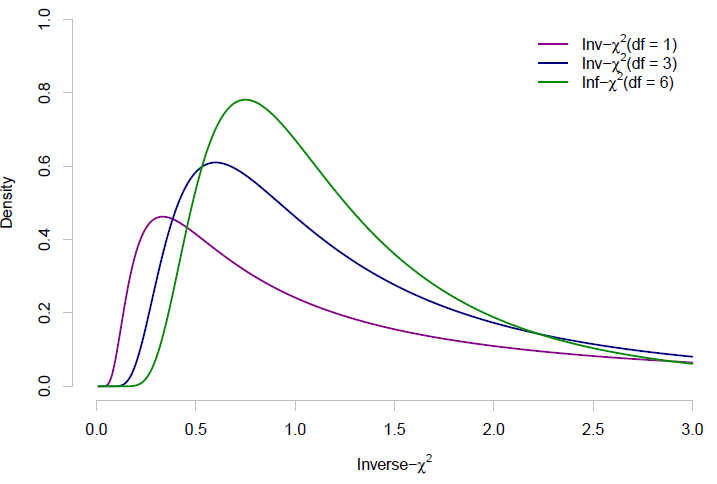 1.0
0.8
0.6
0.4
0.2
0.0
Density
Inv−χ²(df = 1)
Inv−χ²(df = 3)
Inf−χ²(df = 6)
0.0 0.5 1.0 1.5 2.0 2.5 3.0
Inverse−χ²